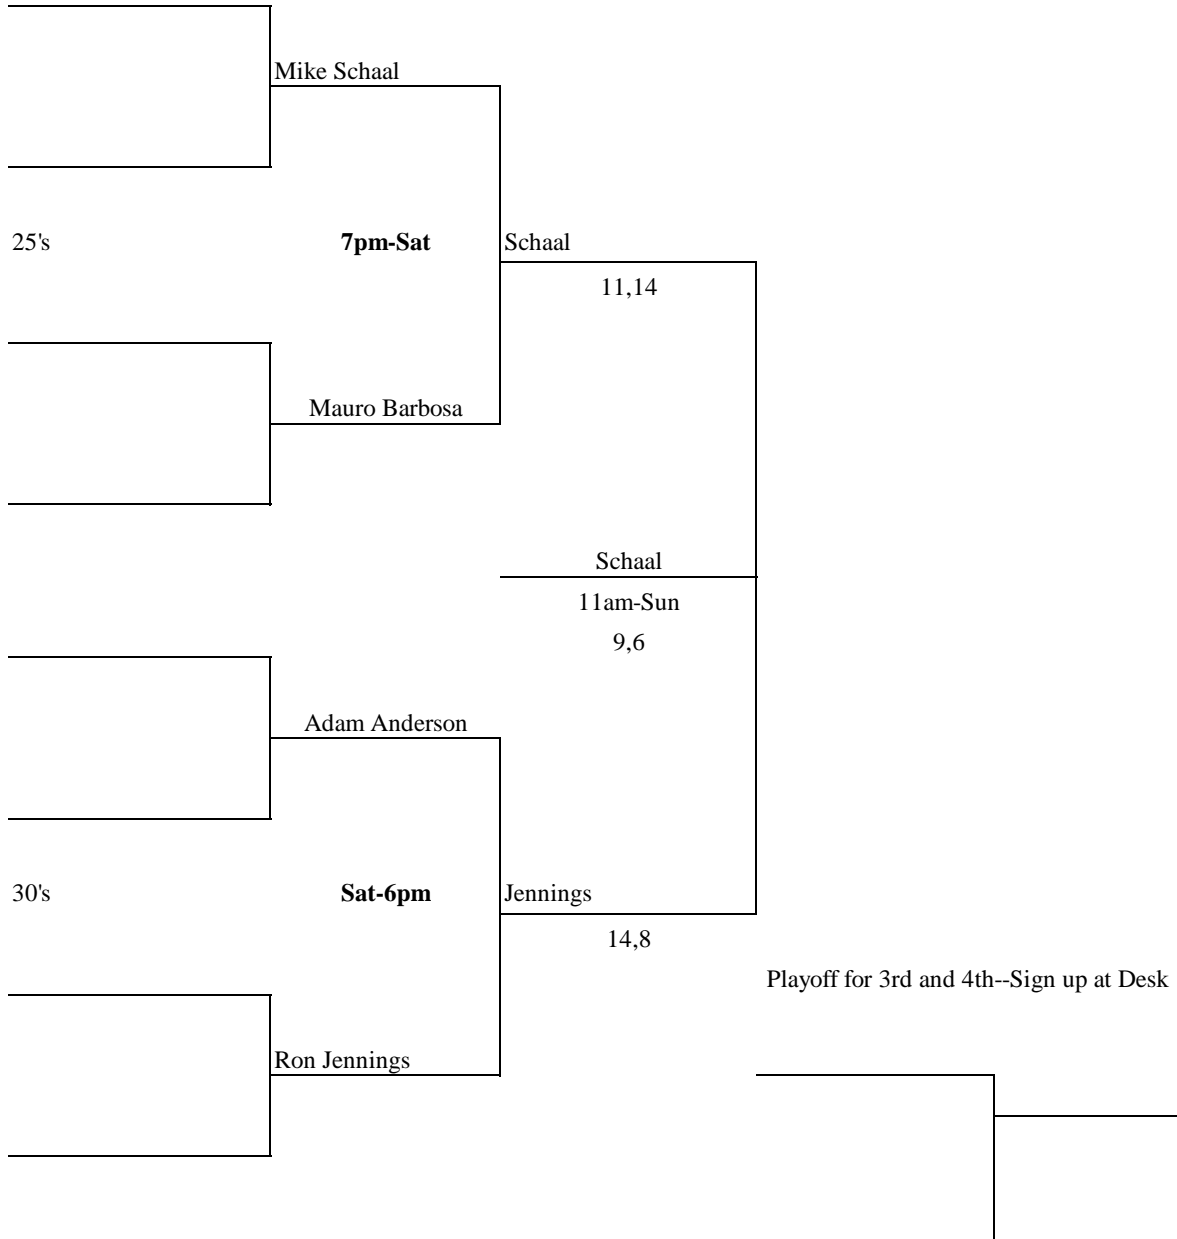 Mike Schaal
25's
7pm-Sat
Schaal
11,14
Mauro Barbosa
Schaal
11am-Sun
9,6
Adam Anderson
30's
Sat-6pm
Jennings
14,8
Playoff for 3rd and 4th--Sign up at Desk
Ron Jennings